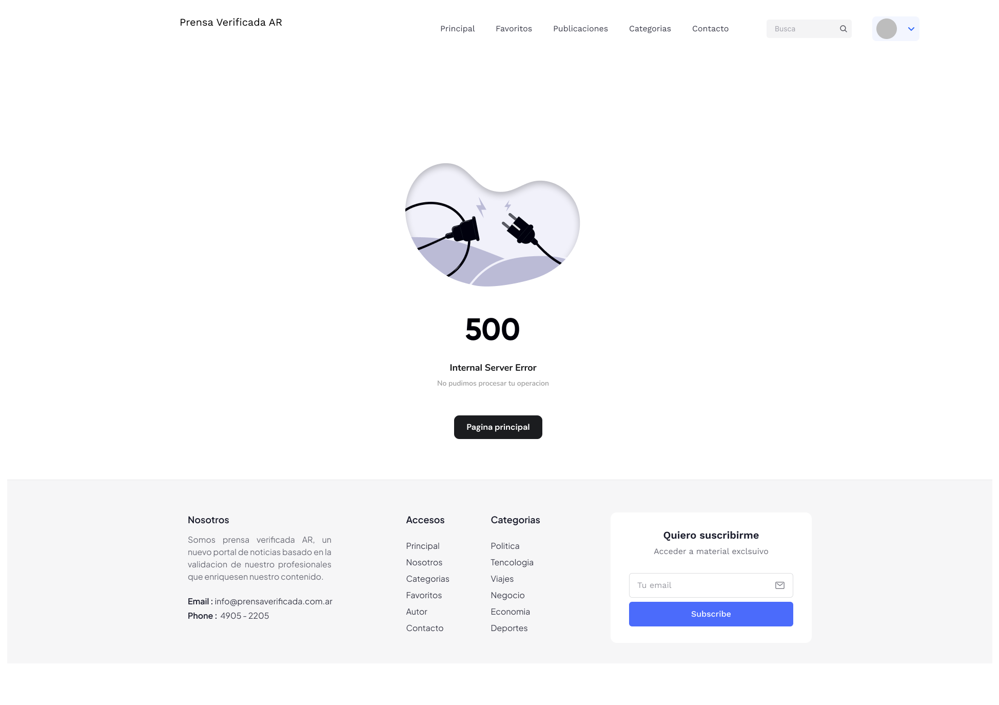 Prensa Verificada AR
Principal
Favoritos
Publicaciones
Categorias
Contacto
Busca
500
Internal Server Error
No pudimos procesar tu operacion
Pagina principal
Nosotros
Somos prensa verificada AR, un
nuevo portal de noticias basado en la
validacion de nuestro profesionales
que enriquesen nuestro contenido.
Email : info@prensaverificada.com.ar
Phone : 4905 - 2205
Accesos
Principal
Nosotros
Categorias
Favoritos
Autor
Contacto
Categorias
Politica
Tencologia
Viajes
Negocio
Economia
Deportes
Quiero suscribirme
Acceder a material exclsuivo
Tu email
Subscribe